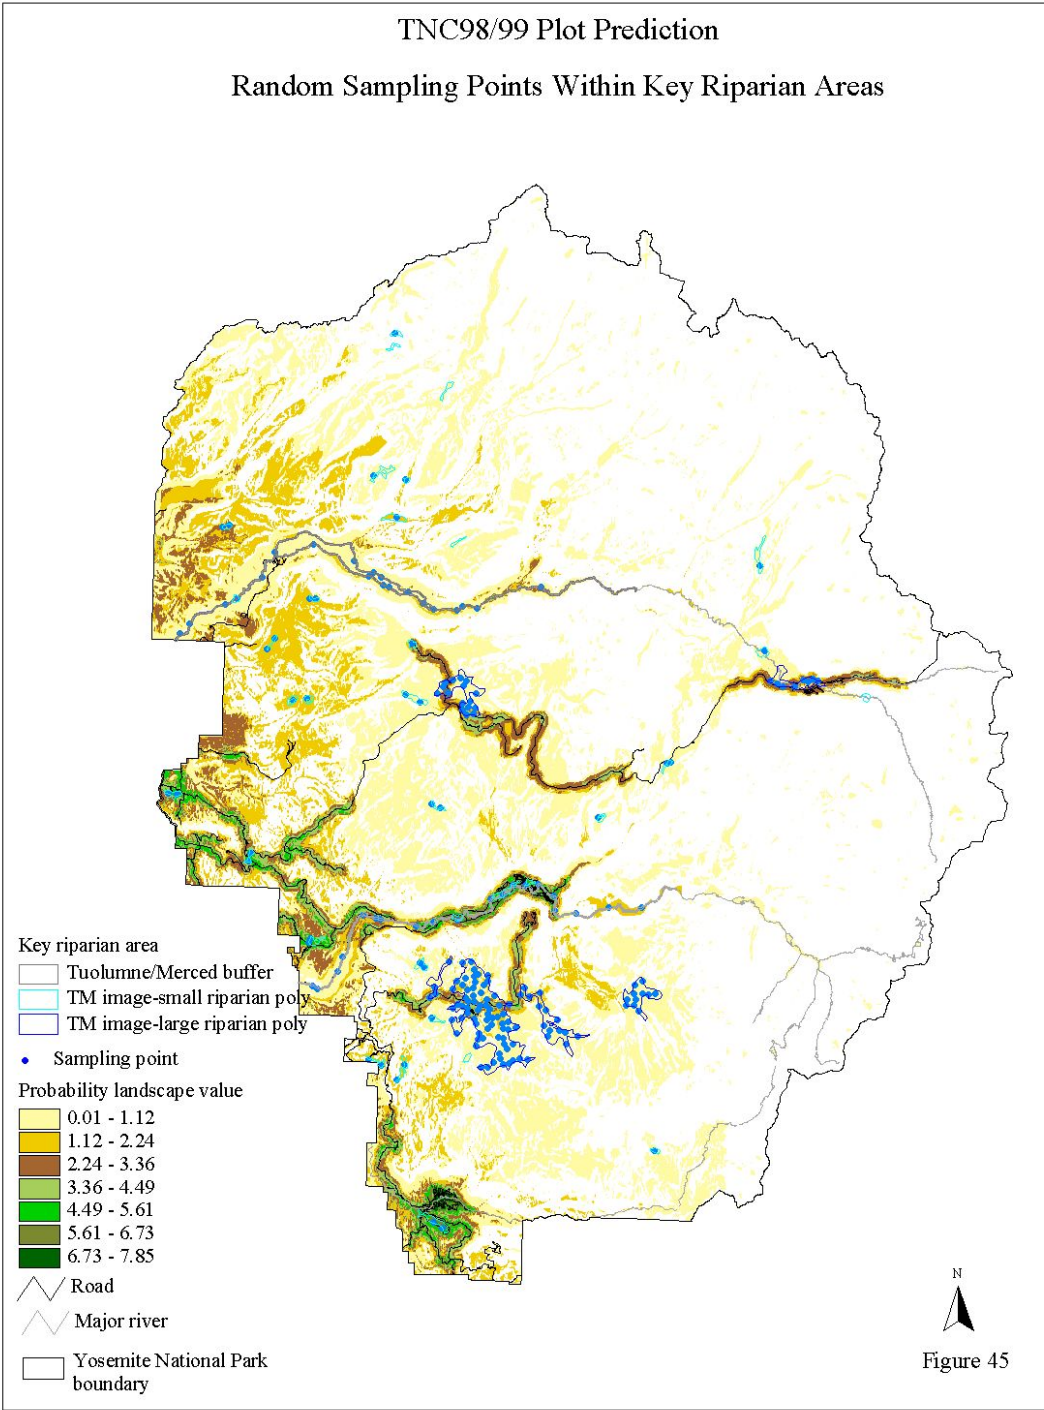 TNC98/99 Plot Prediction
Random Sampling Points Within Key Riparian Areas
Key riparian area
Tuolumne/Merced buffer
TM image-small riparian poly
TM image-large riparian poly
Sampling point
Probability landscape value
0.01 - 1.12
1.12 - 2.24
2.24 - 3.36
3.36 - 4.49
4.49 - 5.61
5.61 - 6.73
6.73 - 7.85
Road
Major river
Yosemite National Park
boundary
N
Figure 45